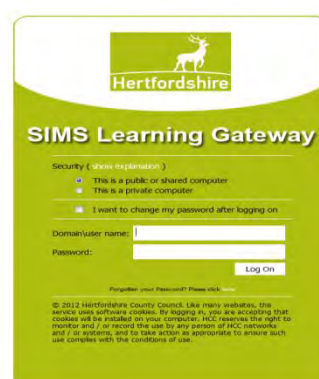 Hertfordshire
SIMS Learning Gateway
Security ( show explanation )
This is a public or shared computer
This is a private computer
I want to change my password after logging on
Domain\user name:
Password:
Log On
Forgotten your Password? Please click here
© 2012 Hertfordshire County Council. Like many websites, the
service uses software cookies. By logging in, you are accepting that
cookies will be installed on your computer. HCC reserves the right to
monitor and / or record the use by any person of HCC networks
and / or systems, and to take action as appropriate to ensure such
use complies with the conditions of use.